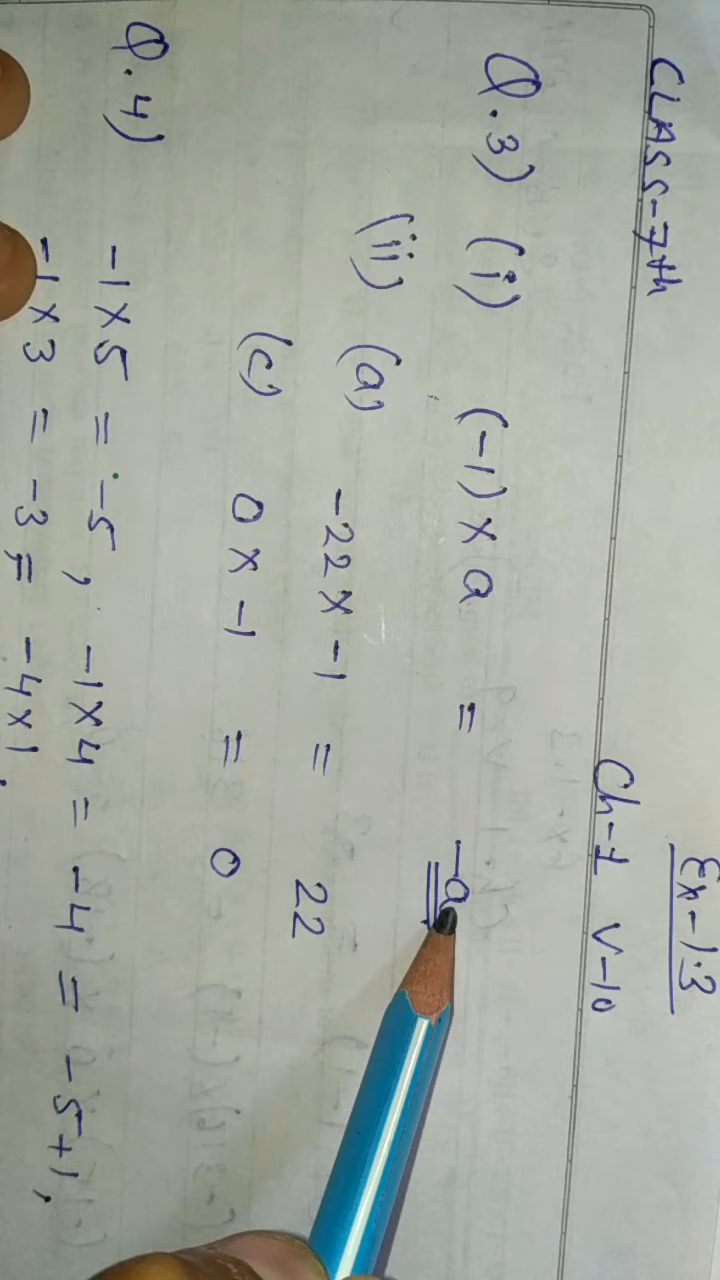 Ex-1.3
CLASS-7th Ch-1 V-10
Q.3) (i) (-1) x a = -a
(ii) (a) -22 x -1 = 22
(c) 0 x -1 = 0
Q.4) -1 x 5 = -5, -1 x 4 = -4 = -5+1,
-1 x 3 = -3 = -4 x 1.